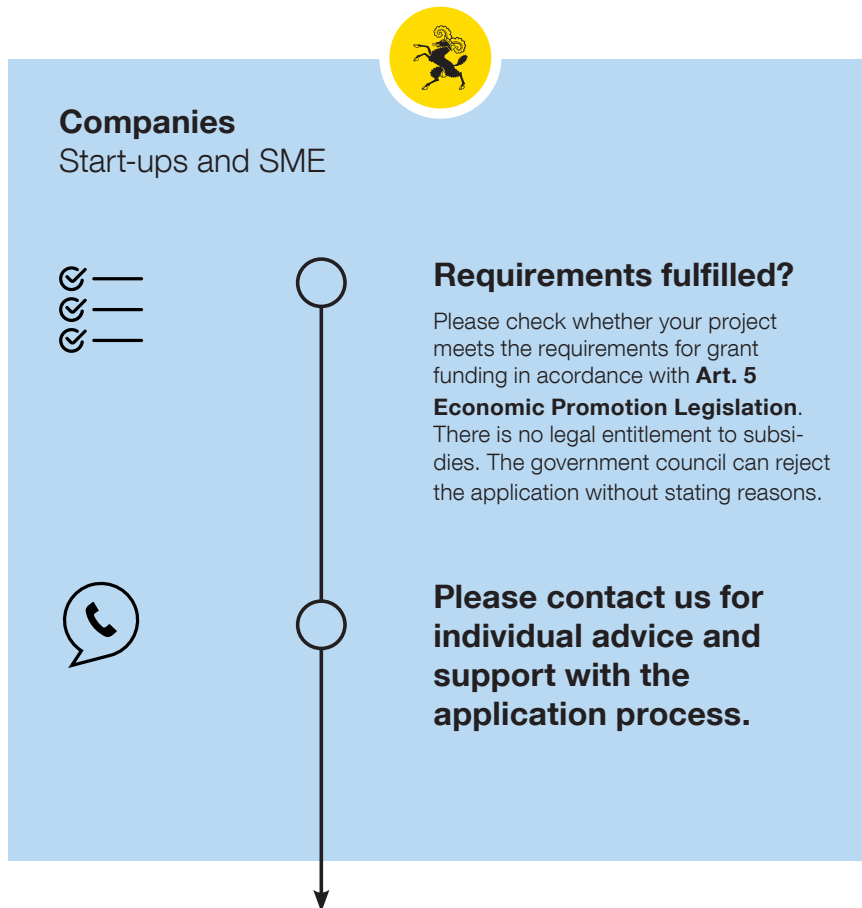 Companies
Start-ups and SME
Requirements fulfilled?
Please check whether your project
meets the requirements for grant
funding in acordance with Art. 5
Economic Promotion Legislation.
There is no legal entitlement to subsi-
dies. The government council can reject
the application without stating reasons.
Please contact us for
individual advice and
support with the
application process.